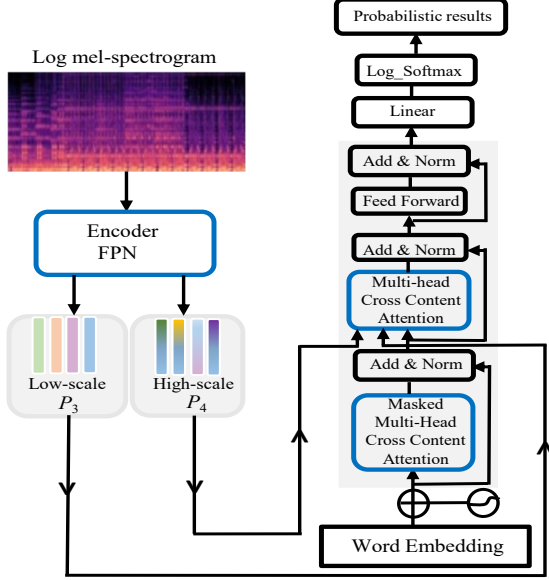 Log mel-spectrogram
Encoder
FPN
Low-scale
P3
High-scale
P4
Probabilistic results
Log_Softmax
Linear
Add & Norm
Feed Forward
Add & Norm
Multi-head
Cross Content
Attention
Add & Norm
Masked
Multi-Head
Cross Content
Attention
Word Embedding